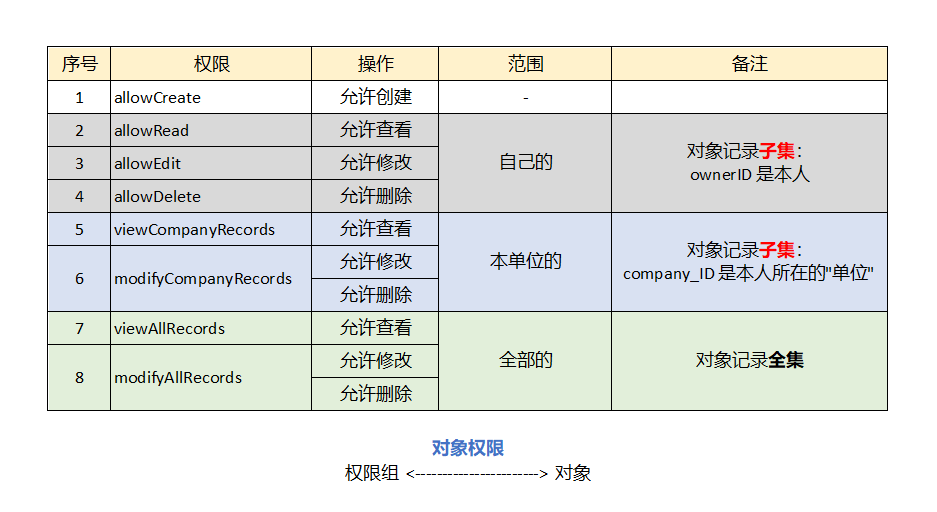 序号 权限 操作 范围 备注
1 allowCreate 允许创建 -
2 allowRead 允许查看
3 allowEdit 允许修改
4 allowDelete 允许删除
自己的
对象记录子集：
ownerID 是本人
5 viewCompanyRecords 允许查看
6 modifyCompanyRecords 允许修改
允许删除
本单位的
对象记录子集：
company_ID 是本人所在的"单位"
7 viewAllRecords 允许查看
8 modifyAllRecords 允许修改
允许删除
全部的
对象记录全集
对象权限
权限组 <-----------------------> 对象